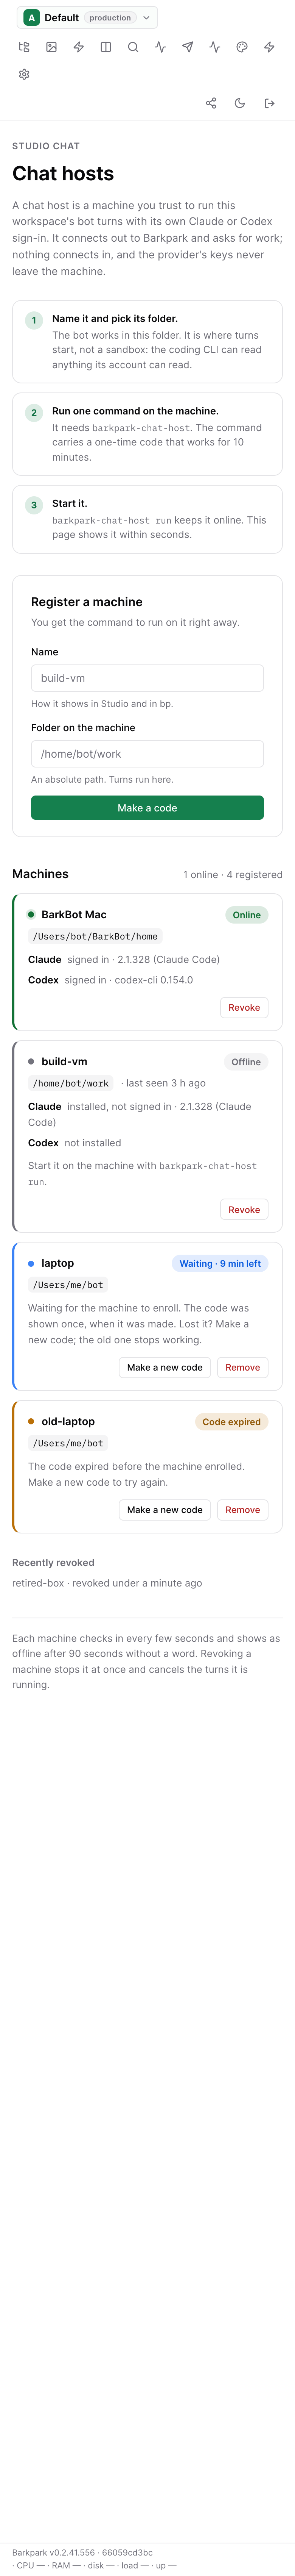 A Default production
STUDIO CHAT
Chat hosts
A chat host is a machine you trust to run this
workspace's bot turns with its own Claude or Codex
sign-in. It connects out to Barkpark and asks for work;
nothing connects in, and the provider's keys never
leave the machine.
1 Name it and pick its folder.
The bot works in this folder. It is where turns
start, not a sandbox: the coding CLI can read
anything its account can read.
2 Run one command on the machine.
It needs barkpark-chat-host. The command
carries a one-time code that works for 10
minutes.
3 Start it.
barkpark-chat-host run keeps it online. This
page shows it within seconds.
Register a machine
You get the command to run on it right away.
Name
build-vm
How it shows in Studio and in bp.
Folder on the machine
/home/bot/work
An absolute path. Turns run here.
Make a code
Machines 1 online · 4 registered
BarkBot Mac Online
/Users/bot/BarkBot/home
Claude signed in · 2.1.328 (Claude Code)
Codex signed in · codex-cli 0.154.0
Revoke
build-vm Offline
/home/bot/work · last seen 3 h ago
Claude installed, not signed in · 2.1.328 (Claude
Code)
Codex not installed
Start it on the machine with barkpark-chat-host
run.
Revoke
laptop Waiting · 9 min left
/Users/me/bot
Waiting for the machine to enroll. The code was
shown once, when it was made. Lost it? Make a
new code; the old one stops working.
Make a new code Remove
old-laptop Code expired
/Users/me/bot
The code expired before the machine enrolled.
Make a new code to try again.
Make a new code Remove
Recently revoked
retired-box · revoked under a minute ago
Each machine checks in every few seconds and shows as
offline after 90 seconds without a word. Revoking a
machine stops it at once and cancels the turns it is
running.
Barkpark v0.2.41.556 · 66059cd3bc
· CPU — · RAM — · disk — · load — · up —